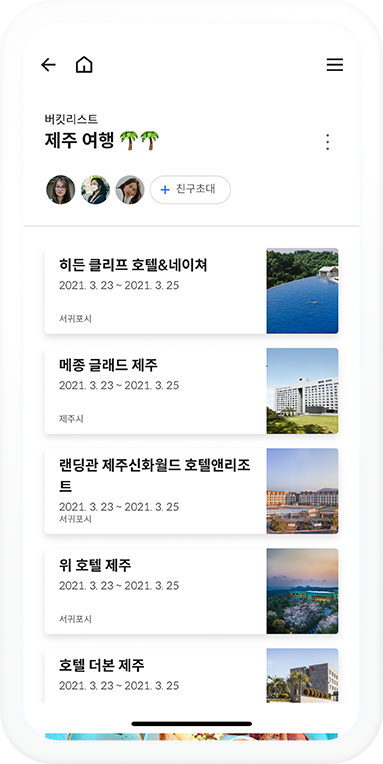 버킷리스트
제주 여행 🌴🌴
+ 친구초대
히든 클리프 호텔&네이쳐
2021. 3. 23 ~ 2021. 3. 25
서귀포시
메종 글래드 제주
2021. 3. 23 ~ 2021. 3. 25
제주시
랜딩관 제주신화월드 호텔앤리조
트
2021. 3. 23 ~ 2021. 3. 25
서귀포시
위 호텔 제주
2021. 3. 23 ~ 2021. 3. 25
서귀포시
호텔 더본 제주
2021. 3. 23 ~ 2021. 3. 25